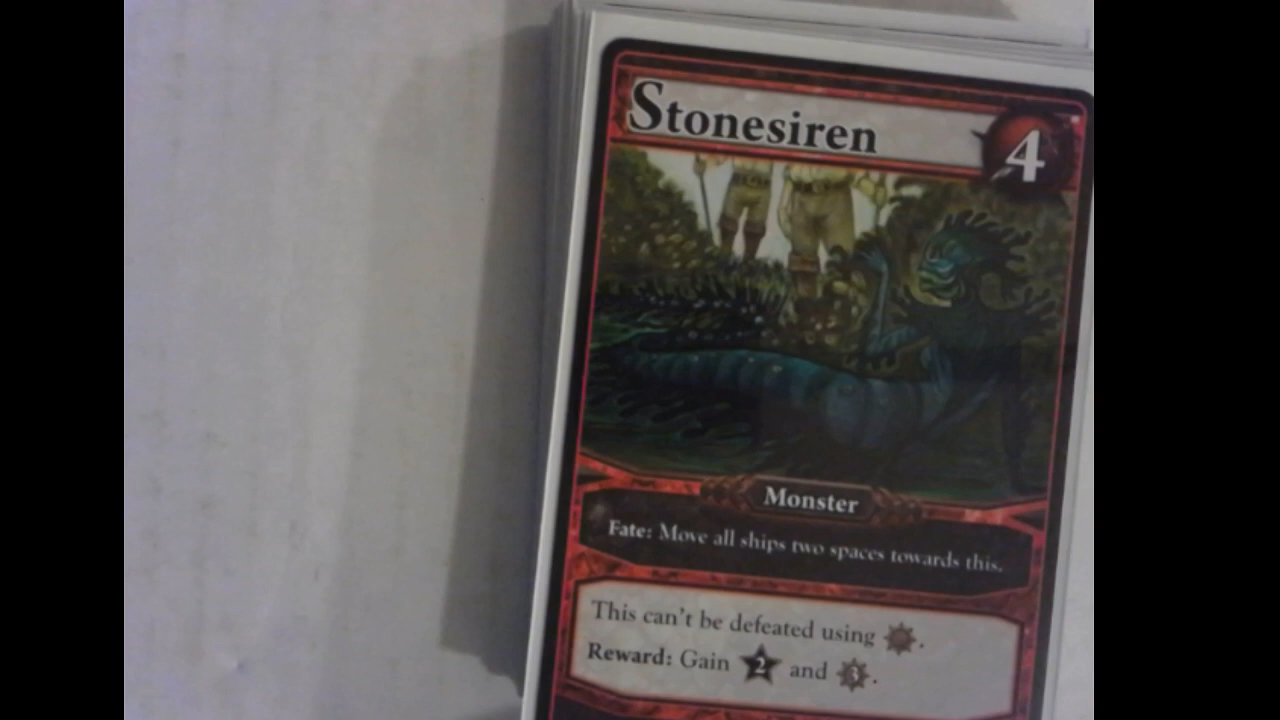 Stonesiren
4
Monster
Fate: Move all ships two spaces towards this.
This can't be defeated using .
Reward: Gain 2 and 3.